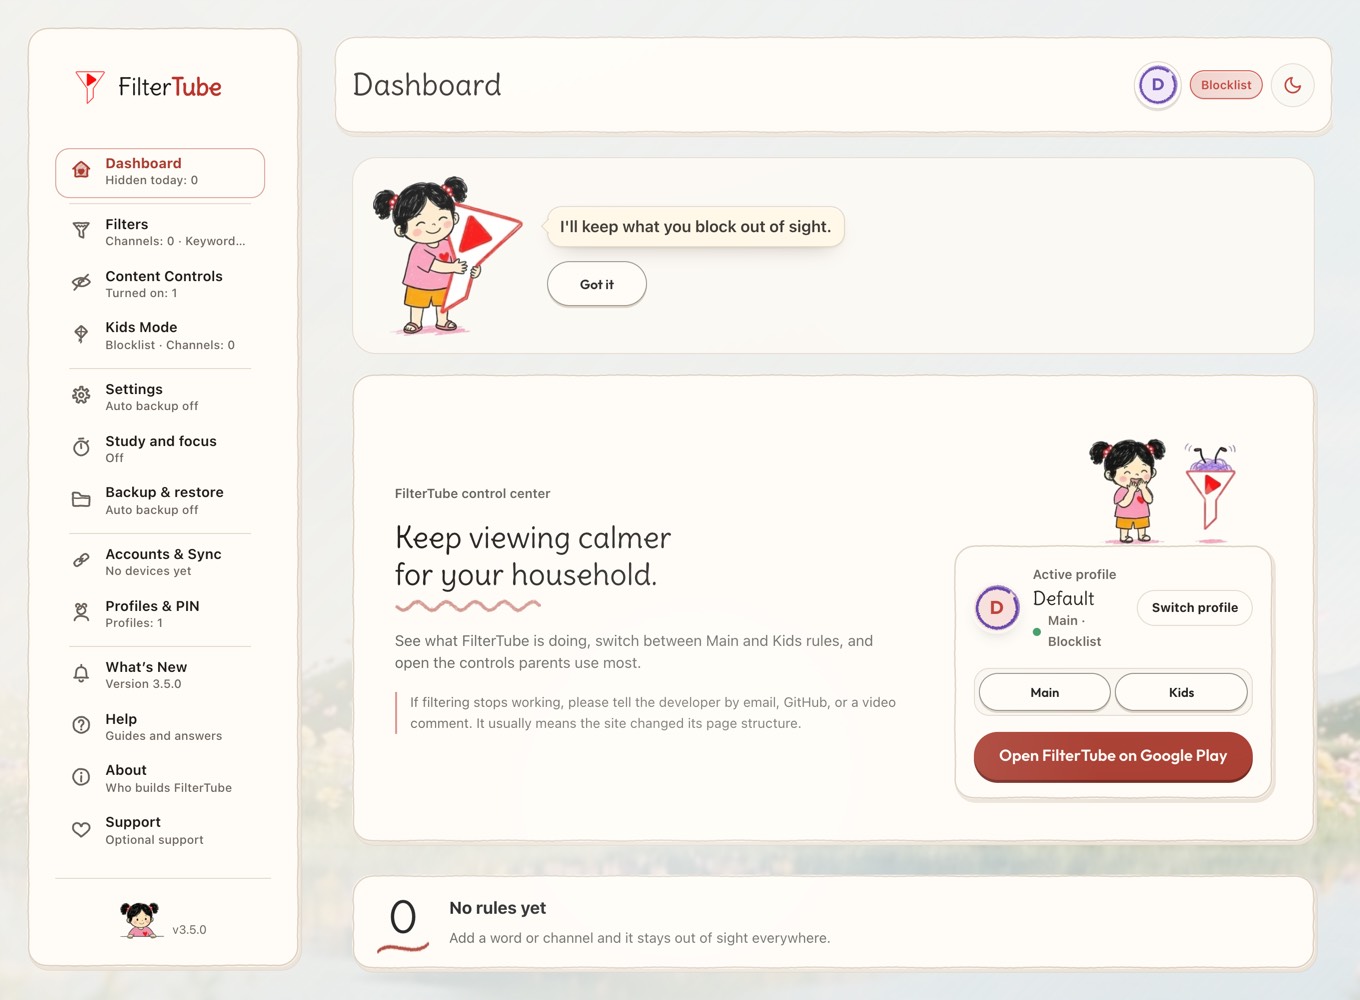 FilterTube
Dashboard
Hidden today: 0
Filters
Channels: 0 · Keyword...
Content Controls
Turned on: 1
Kids Mode
Blocklist · Channels: 0
Settings
Auto backup off
Study and focus
Off
Backup & restore
Auto backup off
Accounts & Sync
No devices yet
Profiles & PIN
Profiles: 1
What's New
Version 3.5.0
Help
Guides and answers
About
Who builds FilterTube
Support
Optional support
v3.5.0
Dashboard
D
Blocklist
I'll keep what you block out of sight.
Got it
FilterTube control center
Keep viewing calmer
for your household.
See what FilterTube is doing, switch between Main and Kids rules, and
open the controls parents use most.
If filtering stops working, please tell the developer by email, GitHub, or a video
comment. It usually means the site changed its page structure.
Active profile
D
Default
Main ·
Blocklist
Switch profile
Main
Kids
Open FilterTube on Google Play
0
No rules yet
Add a word or channel and it stays out of sight everywhere.